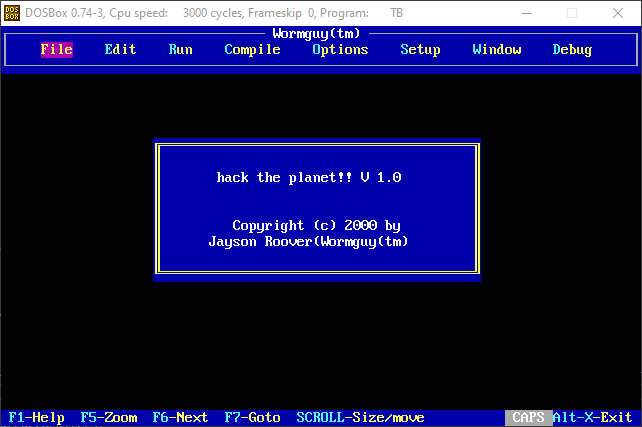 DOSBox 0.74-3, Cpu speed: 3000 cycles, Frameskip 0, Program: TB
Wormguy(tm)
File Edit Run Compile Options Setup Window Debug
hack the planet!! V 1.0
Copyright (c) 2000 by
Jayson Roover(Wormguy(tm)
F1-Help F5-Zoom F6-Next F7-Goto SCROLL-Size/move CAPS Alt-X-Exit